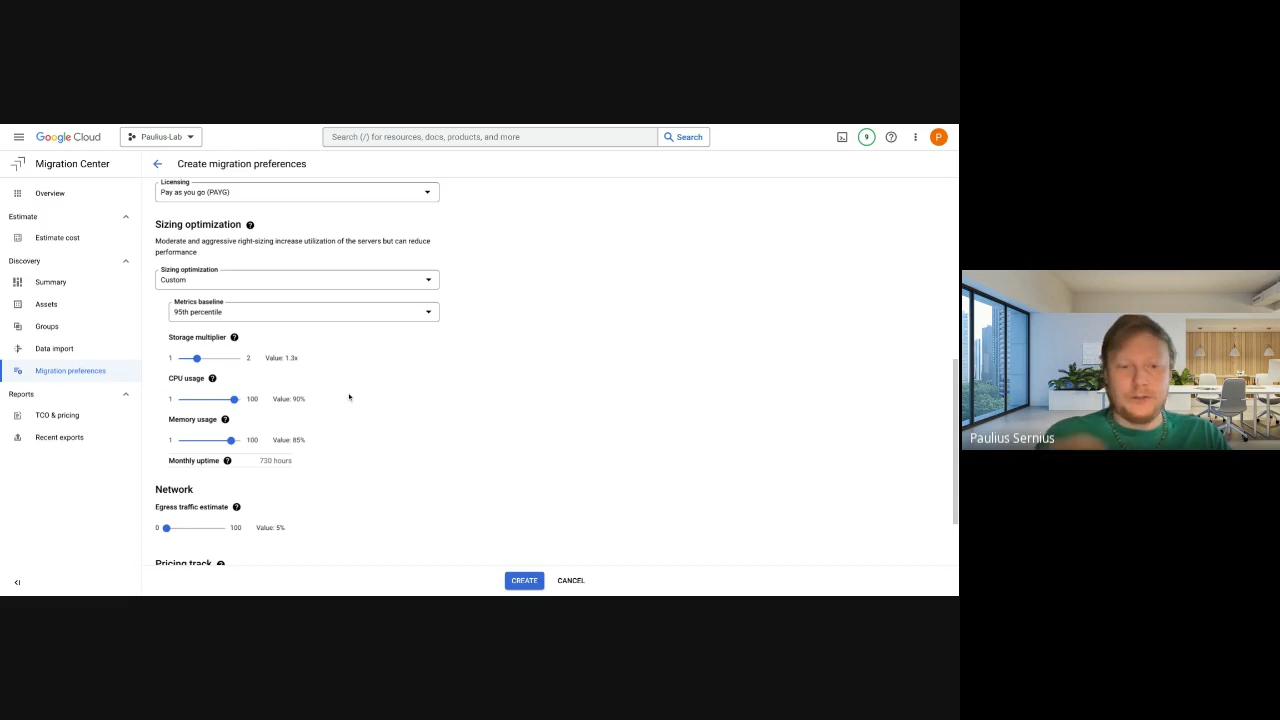 Google Cloud
Paulius-Lab
Search (/) for resources, docs, products, and more
Search
9
P
Migration Center
Create migration preferences
Overview
Estimate
Estimate cost
Discovery
Summary
Assets
Groups
Data import
Migration preferences
Reports
TCO & pricing
Recent exports
Licensing
Pay as you go (PAYG)
Sizing optimization
Moderate and aggressive right-sizing increase utilization of the servers but can reduce
performance
Sizing optimization
Custom
Metrics baseline
95th percentile
Storage multiplier
1 2 Value: 1.3x
CPU usage
1 100 Value: 90%
Memory usage
1 100 Value: 85%
Monthly uptime 730 hours
Network
Egress traffic estimate
0 100 Value: 5%
Pricing track
CREATE CANCEL
Paulius Sernius